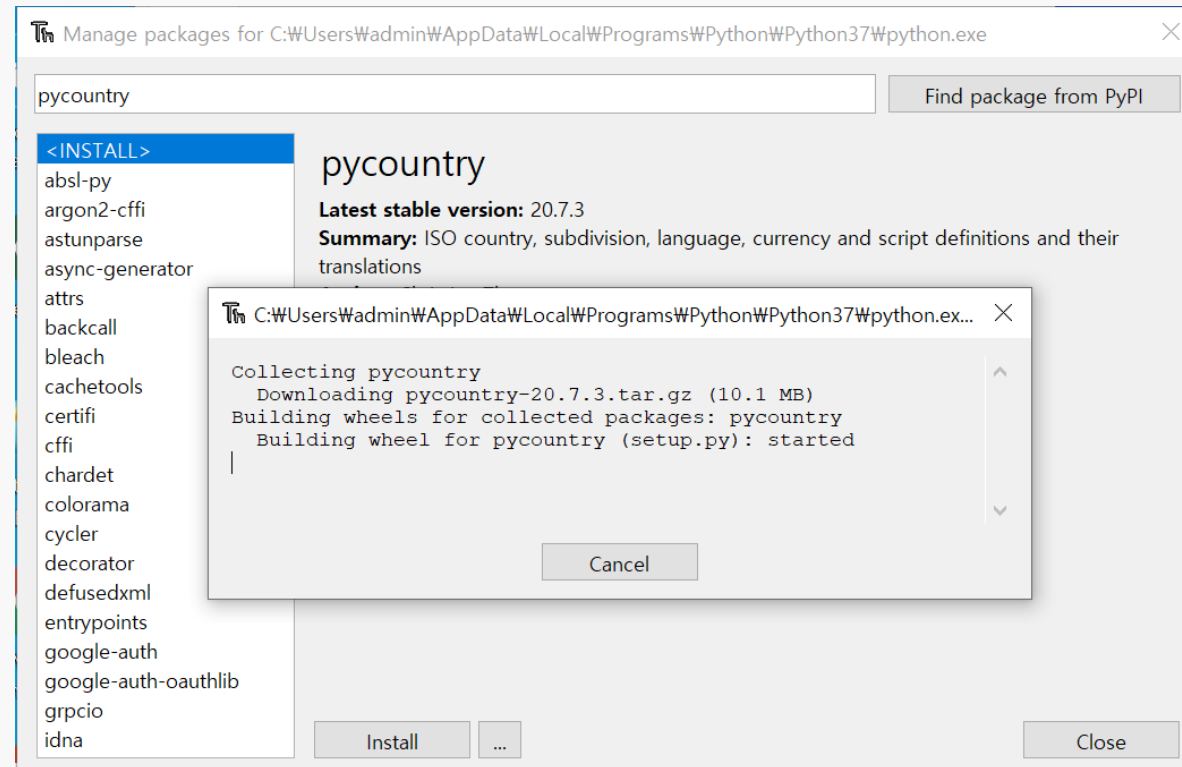 Manage packages for C:₩Users₩admin₩AppData₩Local₩Programs₩Python₩Python37₩python.exe
pycountry
Find package from PyPI
<INSTALL>
absl-py
argon2-cffi
astunparse
async-generator
attrs
backcall
bleach
cachetools
certifi
cffi
chardet
colorama
cycler
decorator
defusedxml
entrypoints
google-auth
google-auth-oauthlib
grpcio
idna
pycountry
Latest stable version: 20.7.3
Summary: ISO country, subdivision, language, currency and script definitions and their
translations
C:₩Users₩admin₩AppData₩Local₩Programs₩Python₩Python37₩python.ex...
Collecting pycountry
Downloading pycountry-20.7.3.tar.gz (10.1 MB)
Building wheels for collected packages: pycountry
Building wheel for pycountry (setup.py): started
Cancel
Install
...
Close